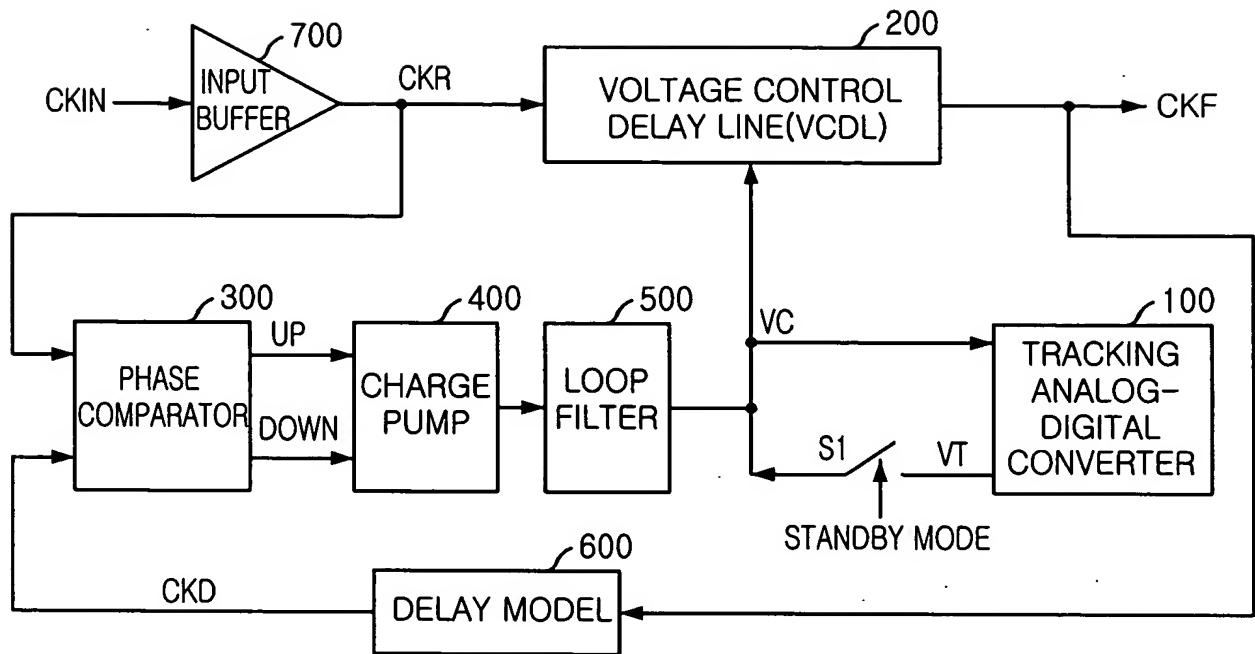 700
200
CKIN
INPUT
BUFFER
CKR
VOLTAGE CONTROL
DELAY LINE(VCDL)
CKF
300
400
500
100
UP
VC
PHASE
COMPARATOR
CHARGE
PUMP
LOOP
FILTER
TRACKING
ANALOG-
DIGITAL
CONVERTER
DOWN
S1
VT
STANDBY MODE
600
CKD
DELAY MODEL